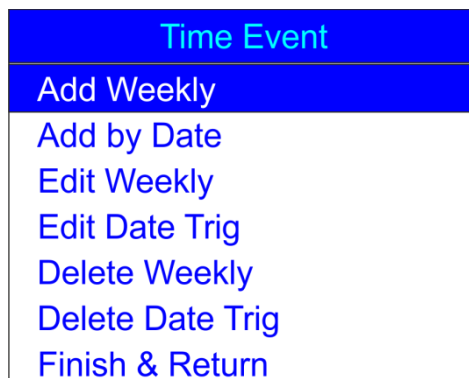 Time Event
Add Weekly
Add by Date
Edit Weekly
Edit Date Trig
Delete Weekly
Delete Date Trig
Finish & Return